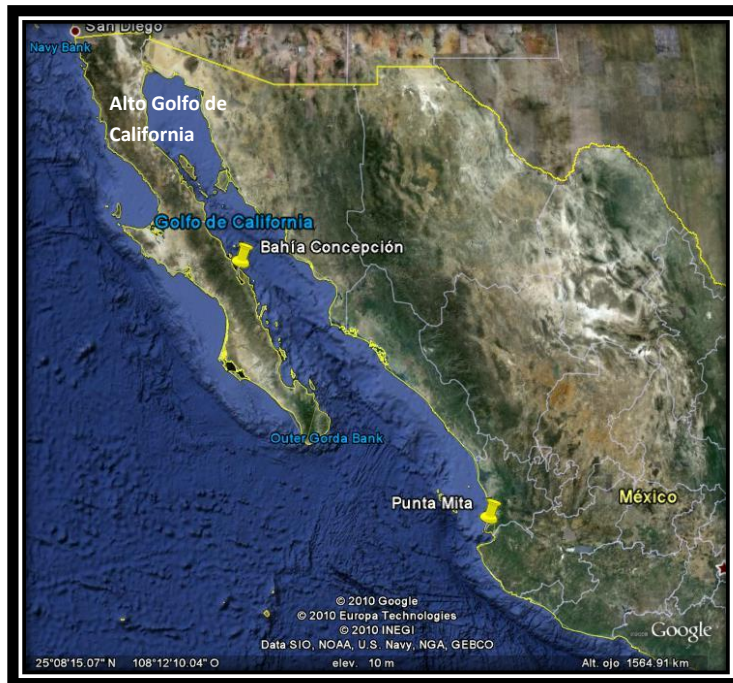 San Diego
Navy Bank
Alto Golfo de
California
Golfo de California
Bahía Concepción
Outer Gorda Bank
Punta Mita
México
© 2010 Google
© 2010 Europa Technologies
© 2010 INEGI
Data SIO, NOAA, U.S. Navy, NGA, GEBCO
Google
25°08'15.07" N 108°12'10.04" O elev. 10 m Alt. ojo 1564.91 km